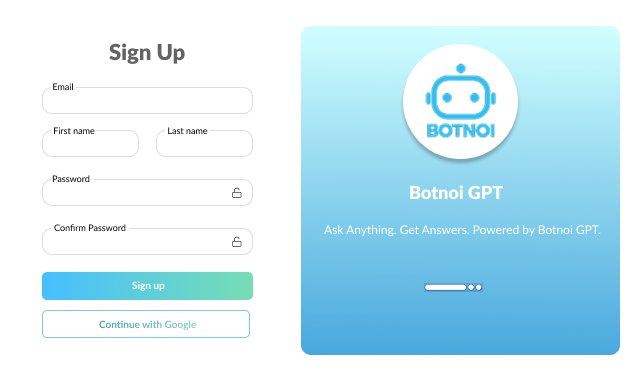 Sign Up
Email
First name
Last name
Password
Confirm Password
Sign up
Continue with Google
BOTNOI
Botnoi GPT
Ask Anything. Get Answers. Powered by Botnoi GPT.